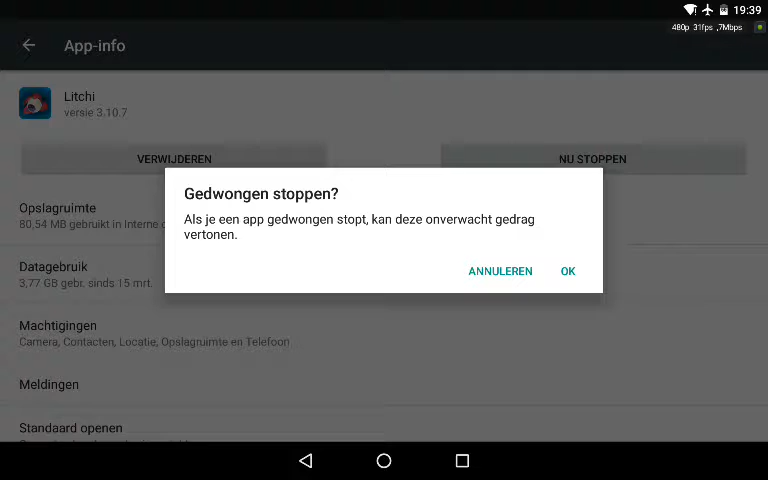 19:39
480p 31fps ,7Mbps
App-info
Litchi
versie 3.10.7
VERWIJDEREN
NU STOPPEN
Gedwongen stoppen?
Als je een app gedwongen stopt, kan deze onverwacht gedrag
vertonen.
ANNULEREN
OK
Opslagruimte
80,54 MB gebruikt in Interne
Datagebruik
3,77 GB gebr. sinds 15 mrt.
Machtigingen
Camera, Contacten, Locatie, Opslagruimte en Telefoon
Meldingen
Standaard openen